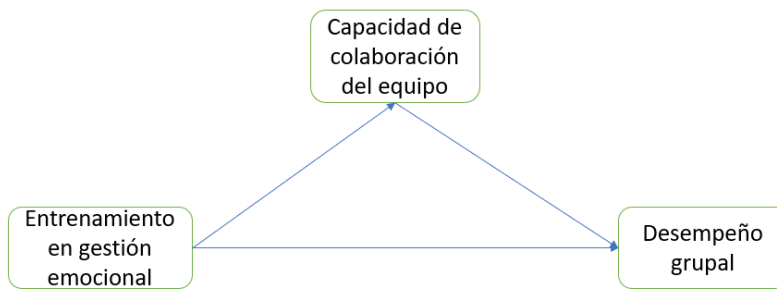 Capacidad de
colaboración
del equipo
Entrenamiento
en gestión
emocional
Desempeño
grupal